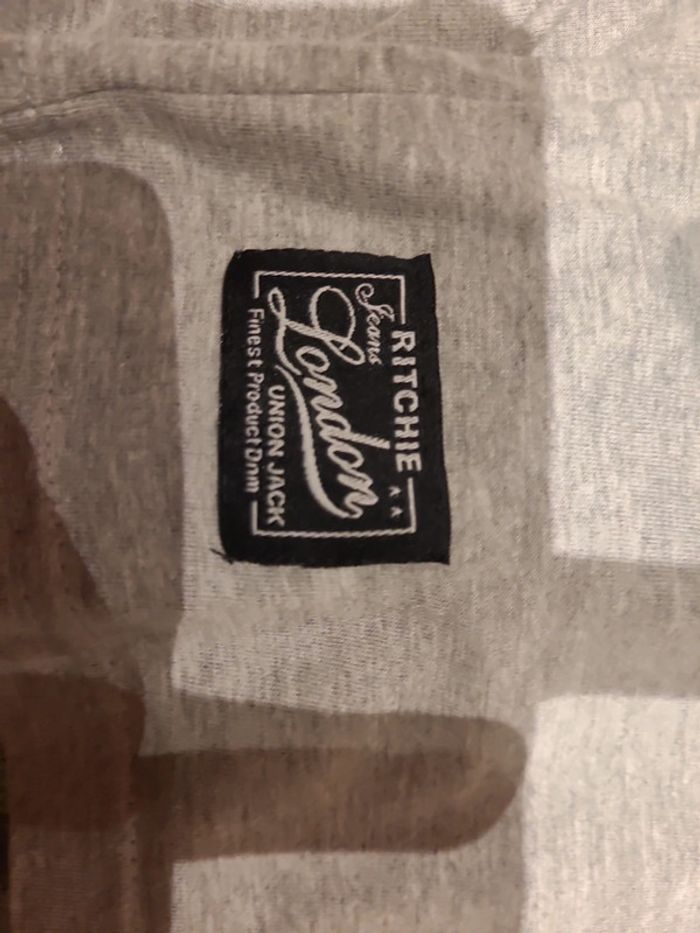 RITCHIE
Jeans
London
UNION JACK
Finest Product Dnm